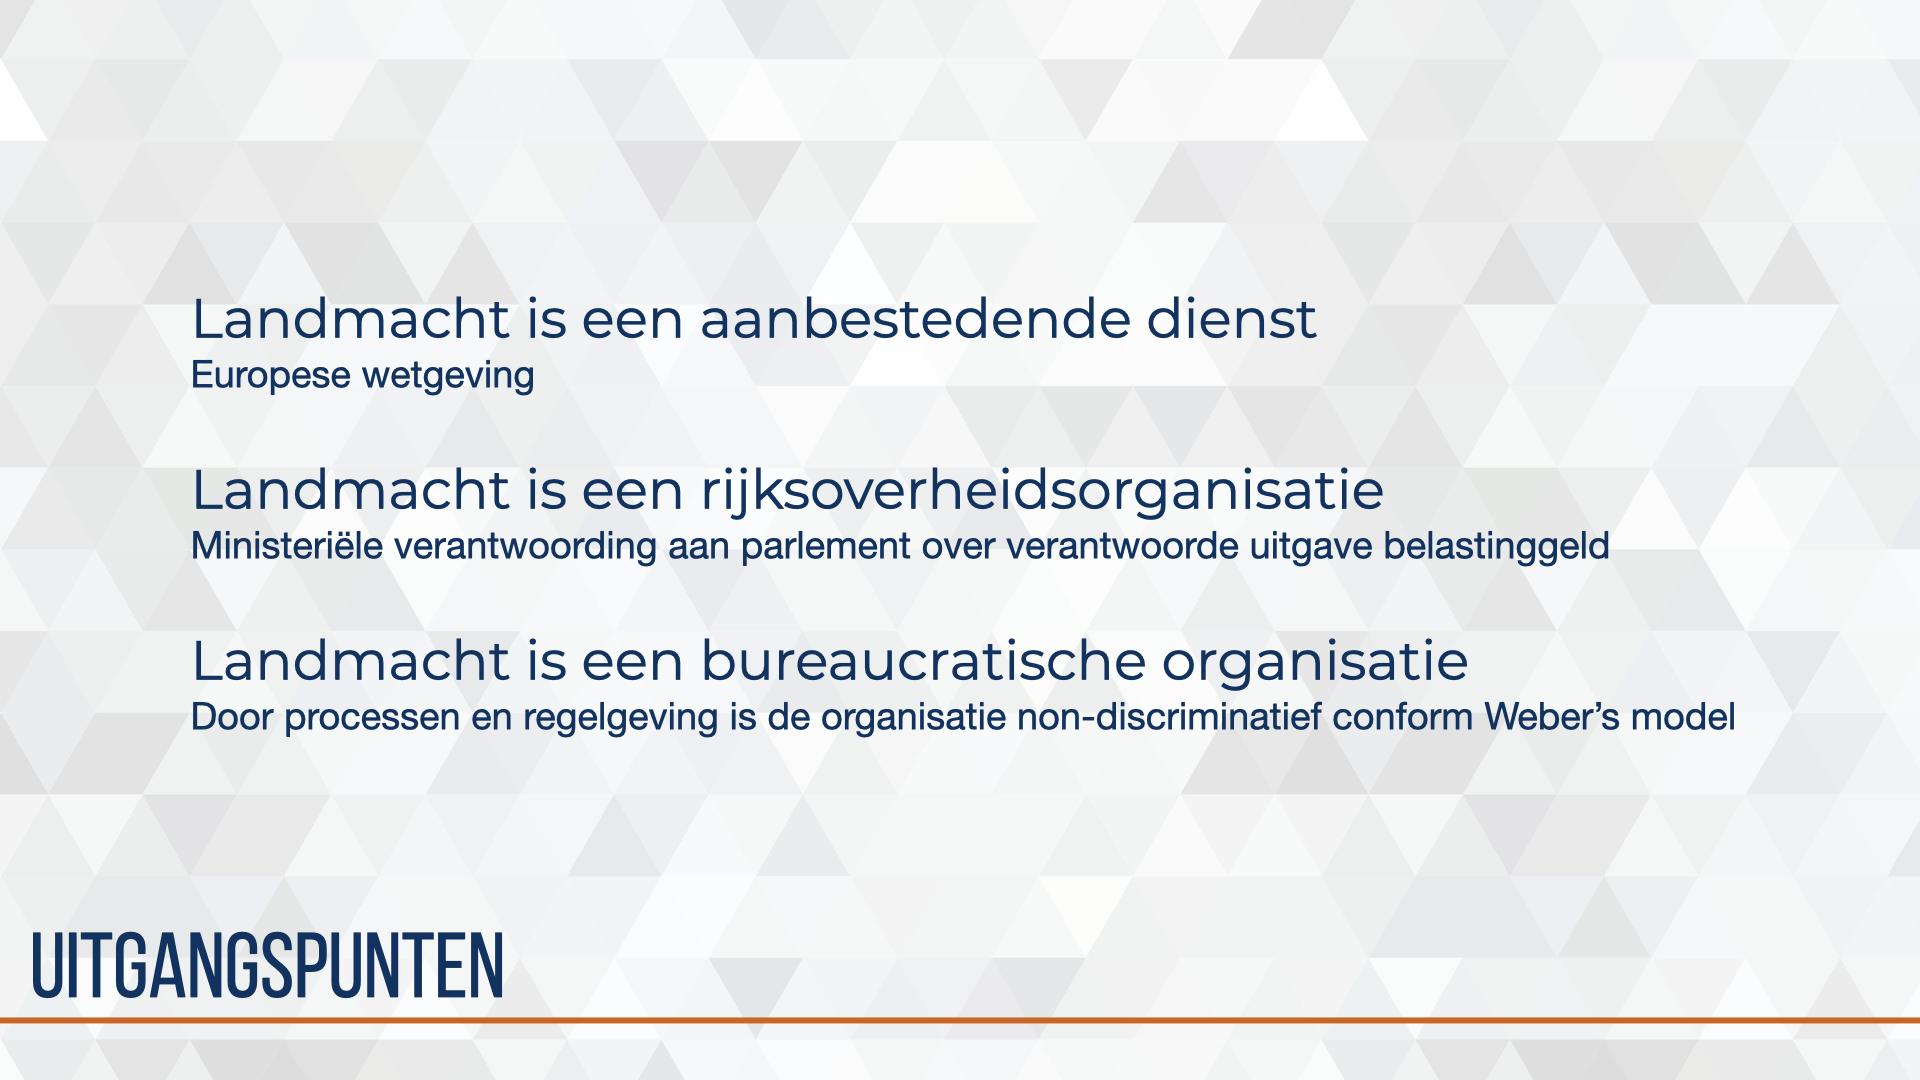 Landmacht is een aanbestedende dienst
Europese wetgeving
Landmacht is een rijksoverheidsorganisatie
Ministeriële verantwoording aan parlement over verantwoorde uitgave belastinggeld
Landmacht is een bureaucratische organisatie
Door processen en regelgeving is de organisatie non-discriminatief conform Weber’s model
UITGANGSPUNTEN